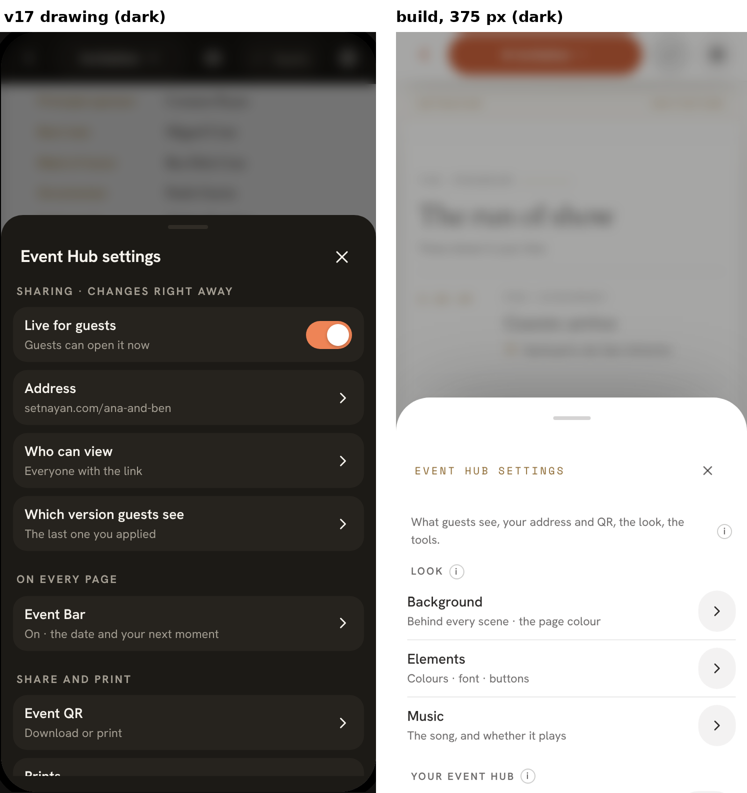 v17 drawing (dark)
Event Hub settings
SHARING · CHANGES RIGHT AWAY
Live for guests
Guests can open it now
Address
setnayan.com/ana-and-ben
Who can view
Everyone with the link
Which version guests see
The last one you applied
ON EVERY PAGE
Event Bar
On · the date and your next moment
SHARE AND PRINT
Event QR
Download or print
Prints
build, 375 px (dark)
The run of show
EVENT HUB SETTINGS
What guests see, your address and QR, the look, the
tools.
LOOK
Background
Behind every scene · the page colour
Elements
Colours · font · buttons
Music
The song, and whether it plays
YOUR EVENT HUB